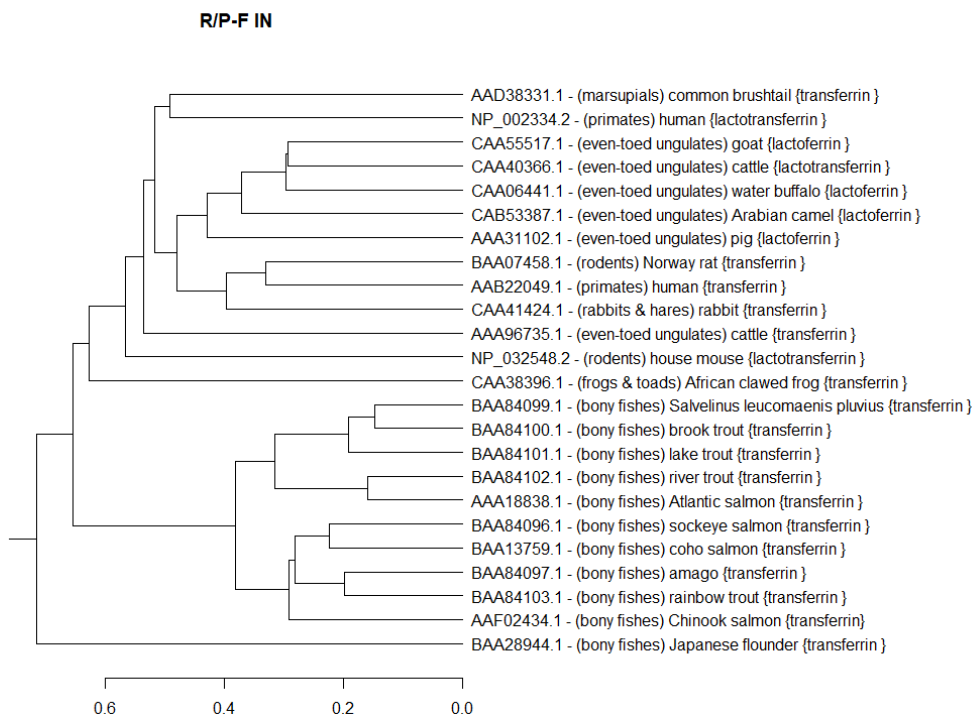 R/P-F IN
AAD38331.1 - (marsupials) common brushtail {transferrin }
NP_002334.2 - (primates) human {lactotransferrin }
CAA55517.1 - (even-toed ungulates) goat {lactoferrin }
CAA40366.1 - (even-toed ungulates) cattle {lactotransferrin }
CAA06441.1 - (even-toed ungulates) water buffalo {lactoferrin }
CAB53387.1 - (even-toed ungulates) Arabian camel {lactoferrin }
AAA31102.1 - (even-toed ungulates) pig {lactoferrin }
BAA07458.1 - (rodents) Norway rat {transferrin }
AAB22049.1 - (primates) human {transferrin }
CAA41424.1 - (rabbits & hares) rabbit {transferrin }
AAA96735.1 - (even-toed ungulates) cattle {transferrin }
NP_032548.2 - (rodents) house mouse {lactotransferrin }
CAA38396.1 - (frogs & toads) African clawed frog {transferrin }
BAA84099.1 - (bony fishes) Salvelinus leucomaenis pluvius {transferrin }
BAA84100.1 - (bony fishes) brook trout {transferrin }
BAA84101.1 - (bony fishes) lake trout {transferrin }
BAA84102.1 - (bony fishes) river trout {transferrin }
AAA18838.1 - (bony fishes) Atlantic salmon {transferrin }
BAA84096.1 - (bony fishes) sockeye salmon {transferrin }
BAA13759.1 - (bony fishes) coho salmon {transferrin }
BAA84097.1 - (bony fishes) amago {transferrin }
BAA84103.1 - (bony fishes) rainbow trout {transferrin }
AAF02434.1 - (bony fishes) Chinook salmon {transferrin}
BAA28944.1 - (bony fishes) Japanese flounder {transferrin }
0.6 0.4 0.2 0.0